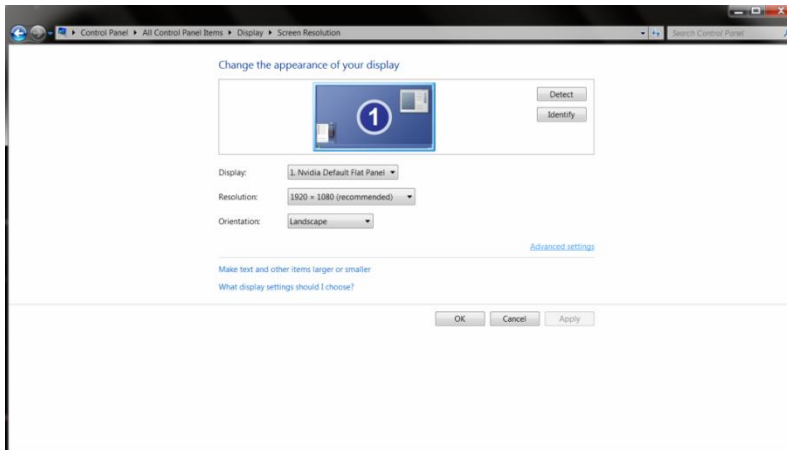 Control Panel ▸ All Control Panel Items ▸ Display ▸ Screen Resolution
Search Control Panel
Change the appearance of your display
1
Detect
Identify
Display: 1. Nvidia Default Flat Panel
Resolution: 1920 × 1080 (recommended)
Orientation: Landscape
Advanced settings
Make text and other items larger or smaller
What display settings should I choose?
OK Cancel Apply